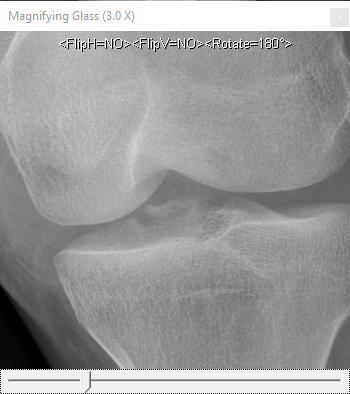 Magnifying Glass (3.0 X)
<FlipH=NO><FlipV=NO><Rotate=180°>